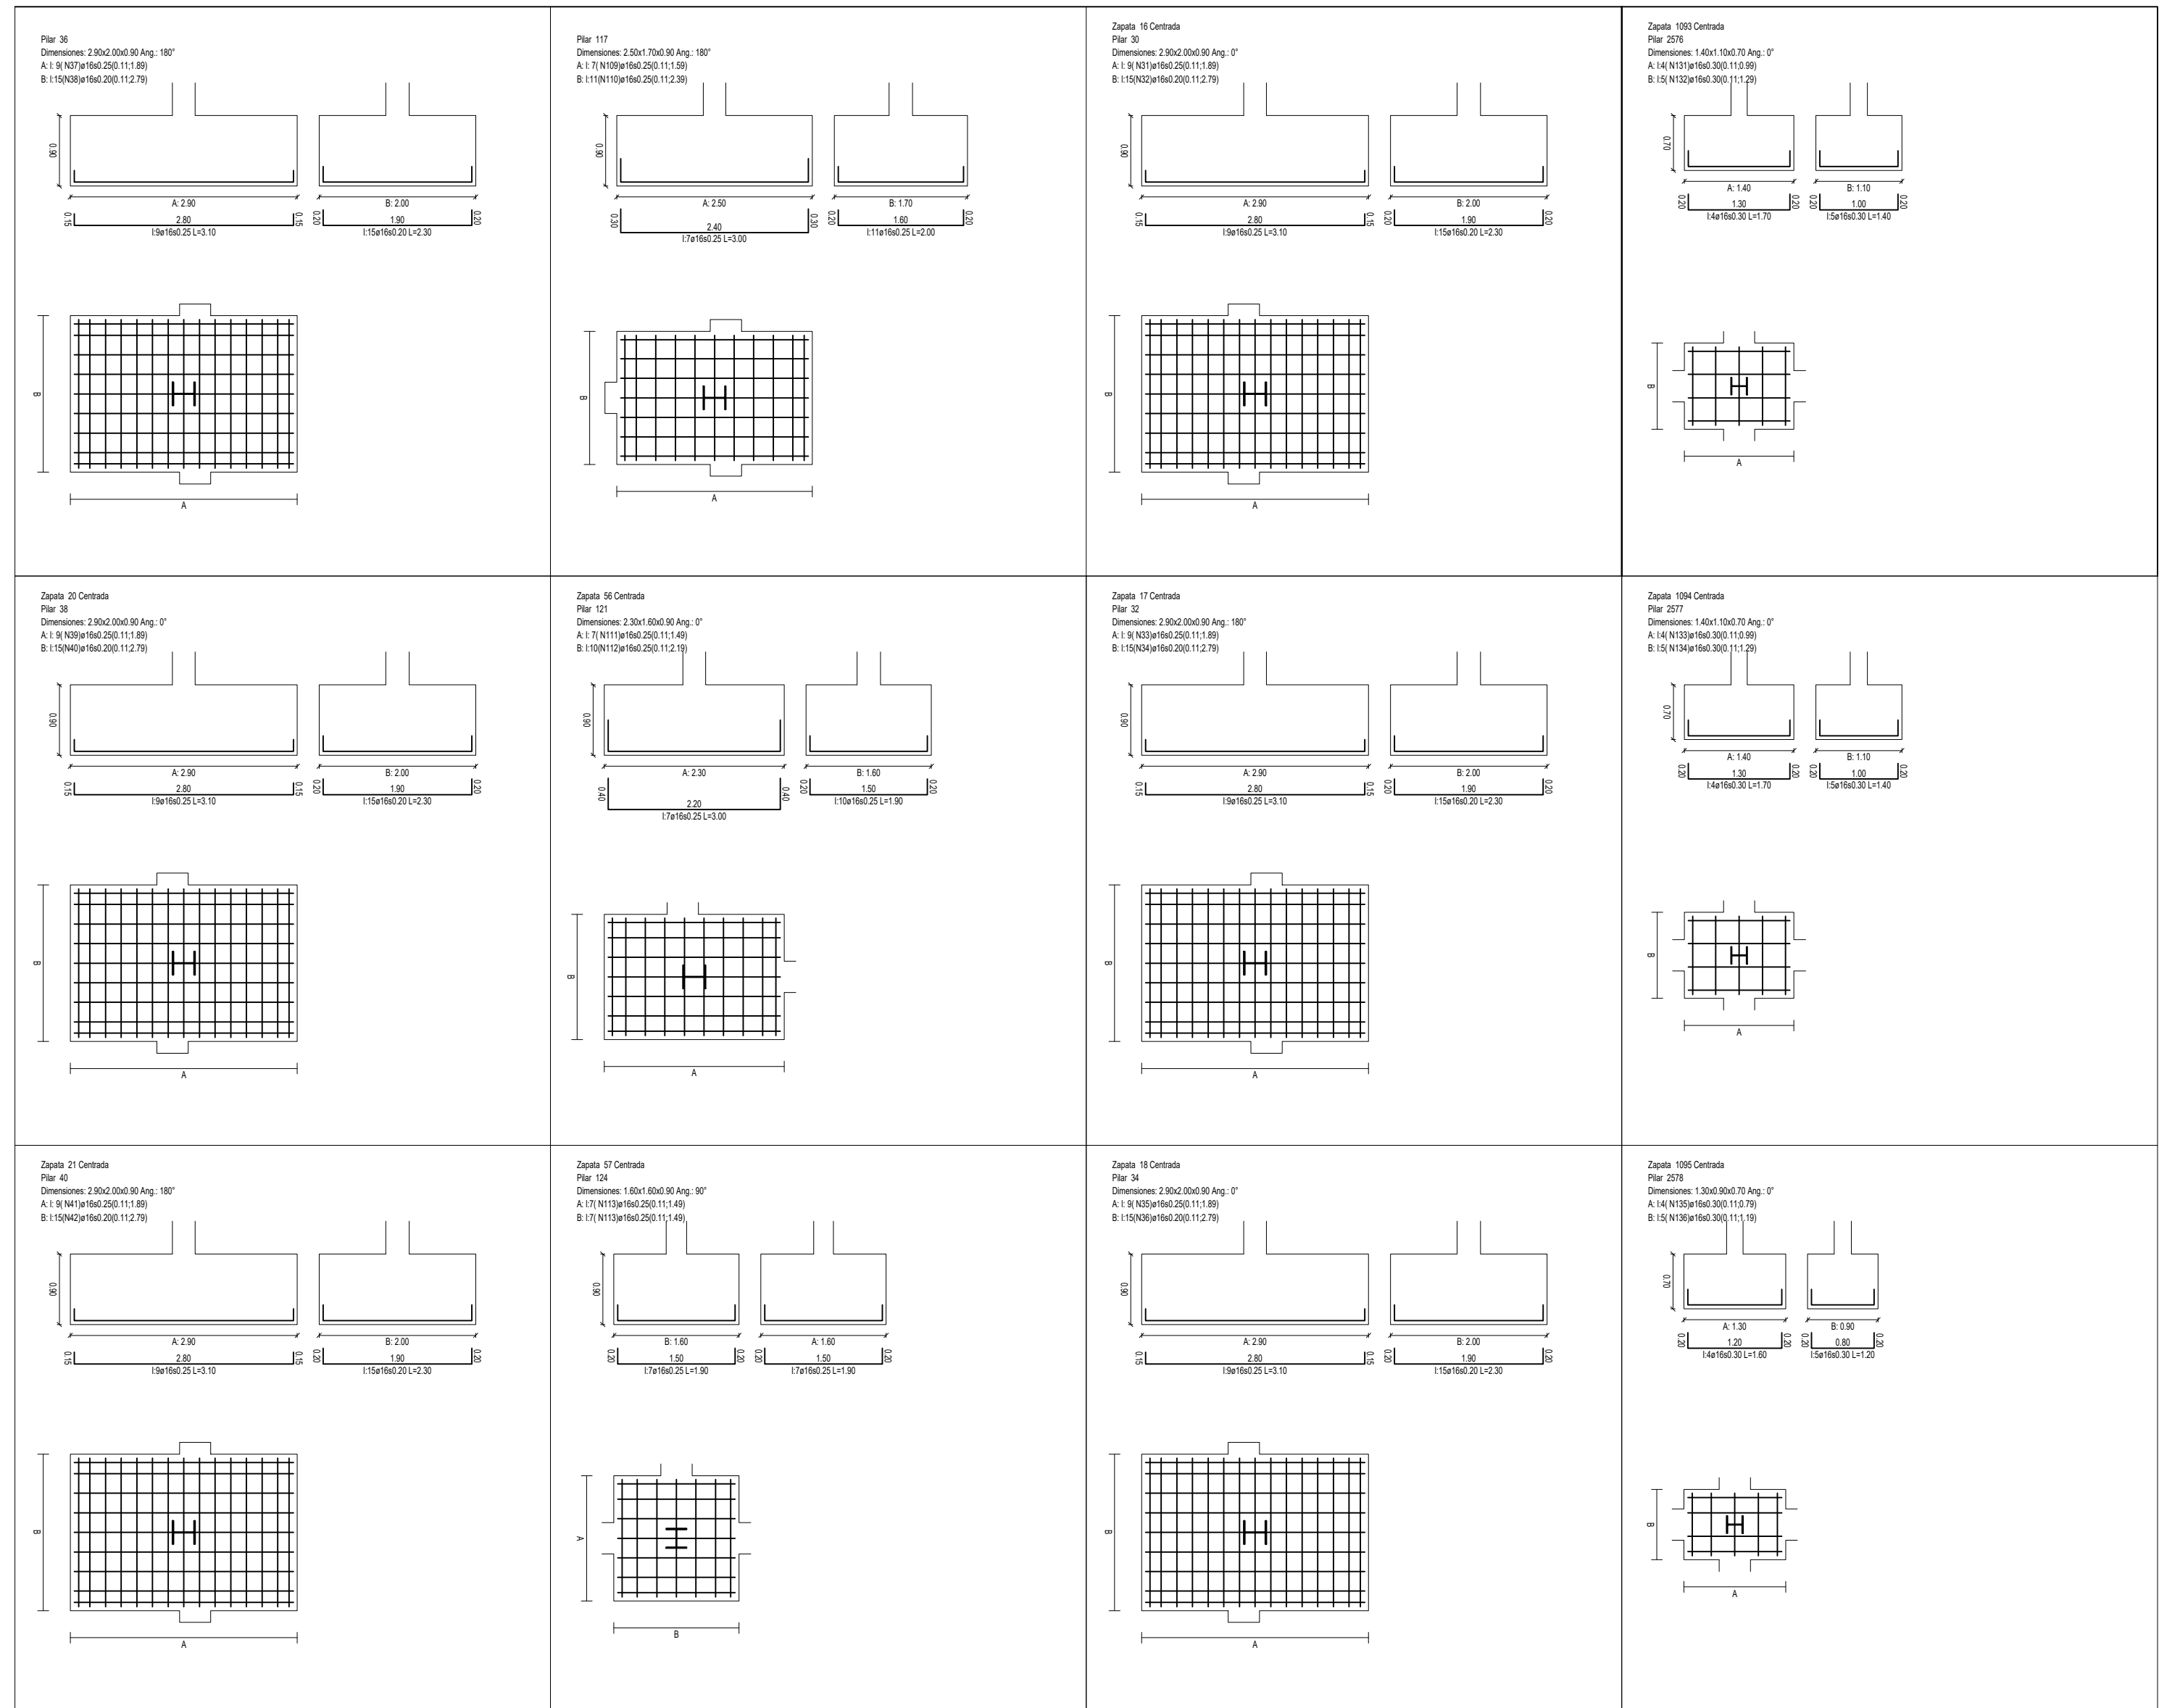 Pilar 36
Dimensiones: 2.90x2.00x0.90 Ang.: 180°
A: I: 9( N37)ø16s0.25(0.11;1.89)
B: I:15(N38)ø16s0.20(0.11;2.79)
0.90
A: 2.90
B: 2.00
0.15
2.80
0.15
0.20
1.90
0.20
I:9ø16s0.25 L=3.10
I:15ø16s0.20 L=2.30
B
A
Pilar 117
Dimensiones: 2.50x1.70x0.90 Ang.: 180°
A: I: 7( N109)ø16s0.25(0.11;1.59)
B: I:11(N110)ø16s0.25(0.11;2.39)
0.90
A: 2.50
B: 1.70
0.30
2.40
0.30
0.20
1.60
0.20
I:7ø16s0.25 L=3.00
I:11ø16s0.25 L=2.00
B
A
Zapata 16 Centrada
Pilar 30
Dimensiones: 2.90x2.00x0.90 Ang.: 0°
A: I: 9( N31)ø16s0.25(0.11;1.89)
B: I:15(N32)ø16s0.20(0.11;2.79)
0.90
A: 2.90
B: 2.00
0.15
2.80
0.15
0.20
1.90
0.20
I:9ø16s0.25 L=3.10
I:15ø16s0.20 L=2.30
B
A
Zapata 1093 Centrada
Pilar 2576
Dimensiones: 1.40x1.10x0.70 Ang.: 0°
A: I:4( N131)ø16s0.30(0.11;0.99)
B: I:5( N132)ø16s0.30(0.11;1.29)
0.70
A: 1.40
B: 1.10
0.20
1.30
0.20
0.20
1.00
0.20
I:4ø16s0.30 L=1.70
I:5ø16s0.30 L=1.40
B
A
Zapata 20 Centrada
Pilar 38
Dimensiones: 2.90x2.00x0.90 Ang.: 0°
A: I: 9( N39)ø16s0.25(0.11;1.89)
B: I:15(N40)ø16s0.20(0.11;2.79)
0.90
A: 2.90
B: 2.00
0.15
2.80
0.15
0.20
1.90
0.20
I:9ø16s0.25 L=3.10
I:15ø16s0.20 L=2.30
B
A
Zapata 56 Centrada
Pilar 121
Dimensiones: 2.30x1.60x0.90 Ang.: 0°
A: I: 7( N111)ø16s0.25(0.11;1.49)
B: I:10(N112)ø16s0.25(0.11;2.19)
0.90
A: 2.30
B: 1.60
0.40
2.20
0.40
0.20
1.50
0.20
I:7ø16s0.25 L=3.00
I:10ø16s0.25 L=1.90
B
A
Zapata 17 Centrada
Pilar 32
Dimensiones: 2.90x2.00x0.90 Ang.: 180°
A: I: 9( N33)ø16s0.25(0.11;1.89)
B: I:15(N34)ø16s0.20(0.11;2.79)
0.90
A: 2.90
B: 2.00
0.15
2.80
0.15
0.20
1.90
0.20
I:9ø16s0.25 L=3.10
I:15ø16s0.20 L=2.30
B
A
Zapata 1094 Centrada
Pilar 2577
Dimensiones: 1.40x1.10x0.70 Ang.: 0°
A: I:4( N133)ø16s0.30(0.11;0.99)
B: I:5( N134)ø16s0.30(0.11;1.29)
0.70
A: 1.40
B: 1.10
0.20
1.30
0.20
0.20
1.00
0.20
I:4ø16s0.30 L=1.70
I:5ø16s0.30 L=1.40
B
A
Zapata 21 Centrada
Pilar 40
Dimensiones: 2.90x2.00x0.90 Ang.: 180°
A: I: 9( N41)ø16s0.25(0.11;1.89)
B: I:15(N42)ø16s0.20(0.11;2.79)
0.90
A: 2.90
B: 2.00
0.15
2.80
0.15
0.20
1.90
0.20
I:9ø16s0.25 L=3.10
I:15ø16s0.20 L=2.30
B
A
Zapata 57 Centrada
Pilar 124
Dimensiones: 1.60x1.60x0.90 Ang.: 90°
A: I:7( N113)ø16s0.25(0.11;1.49)
B: I:7( N113)ø16s0.25(0.11;1.49)
0.90
B: 1.60
A: 1.60
0.20
1.50
0.20
0.20
1.50
0.20
I:7ø16s0.25 L=1.90
I:7ø16s0.25 L=1.90
A
B
Zapata 18 Centrada
Pilar 34
Dimensiones: 2.90x2.00x0.90 Ang.: 0°
A: I: 9( N35)ø16s0.25(0.11;1.89)
B: I:15(N36)ø16s0.20(0.11;2.79)
0.90
A: 2.90
B: 2.00
0.15
2.80
0.15
0.20
1.90
0.20
I:9ø16s0.25 L=3.10
I:15ø16s0.20 L=2.30
B
A
Zapata 1095 Centrada
Pilar 2578
Dimensiones: 1.30x0.90x0.70 Ang.: 0°
A: I:4( N135)ø16s0.30(0.11;0.79)
B: I:5( N136)ø16s0.30(0.11;1.19)
0.70
A: 1.30
B: 0.90
0.20
1.20
0.20
0.20
0.80
0.20
I:4ø16s0.30 L=1.60
I:5ø16s0.30 L=1.20
B
A